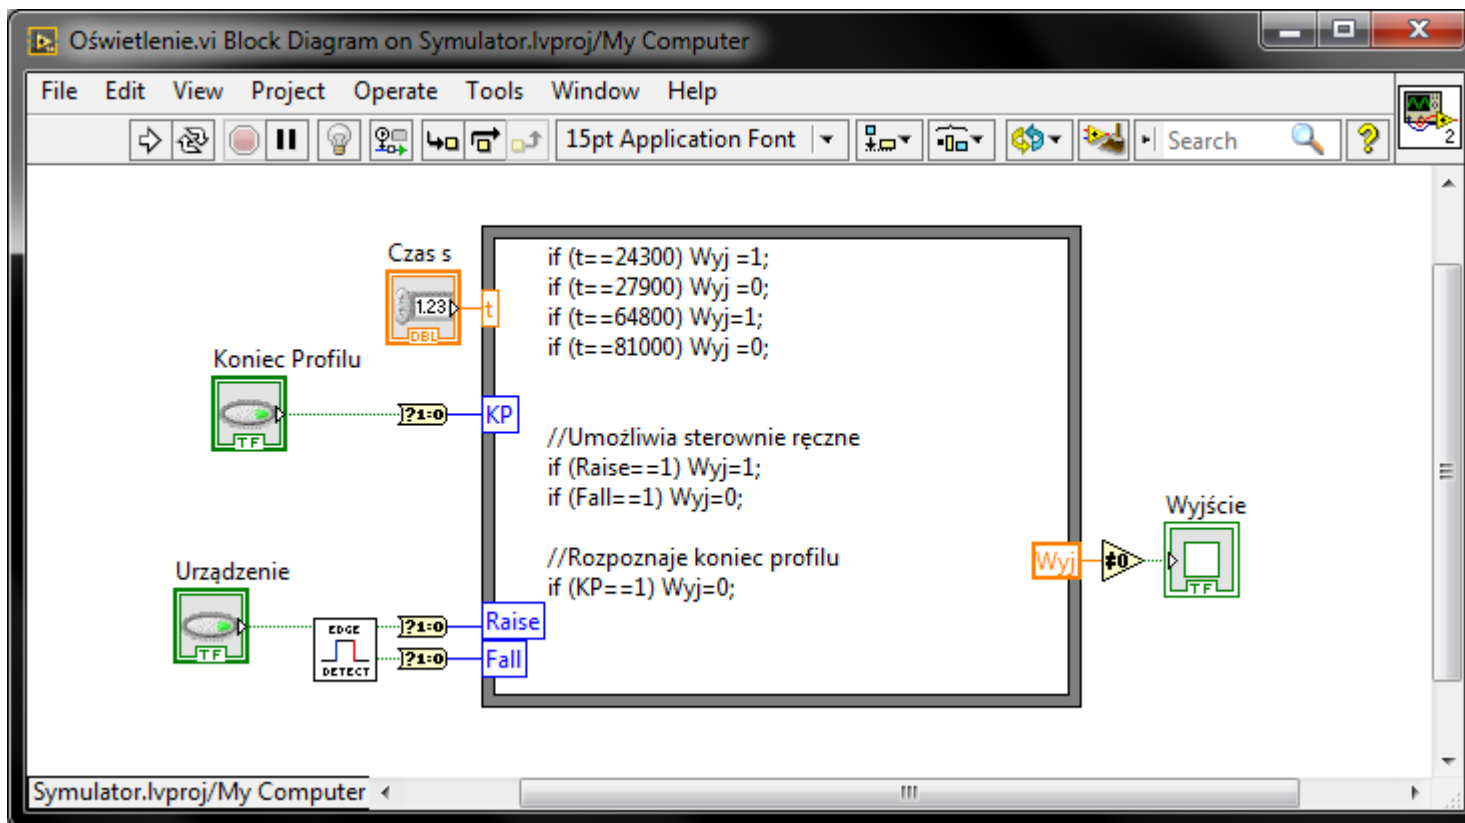 Oświetlenie.vi Block Diagram on Symulator.lvproj/My Computer
File Edit View Project Operate Tools Window Help
15pt Application Font
Search
2
Czas s
1.23
DBL
t
if (t==24300) Wyj =1;
if (t==27900) Wyj =0;
if (t==64800) Wyj=1;
if (t==81000) Wyj =0;
Koniec Profilu
TF
?1:0
KP
//Umożliwia sterownie ręczne
if (Raise==1) Wyj=1;
if (Fall==1) Wyj=0;
//Rozpoznaje koniec profilu
if (KP==1) Wyj=0;
Urządzenie
TF
EDGE
DETECT
?1:0
?1:0
Raise
Fall
Wyj
≠0
Wyjście
TF
Symulator.lvproj/My Computer